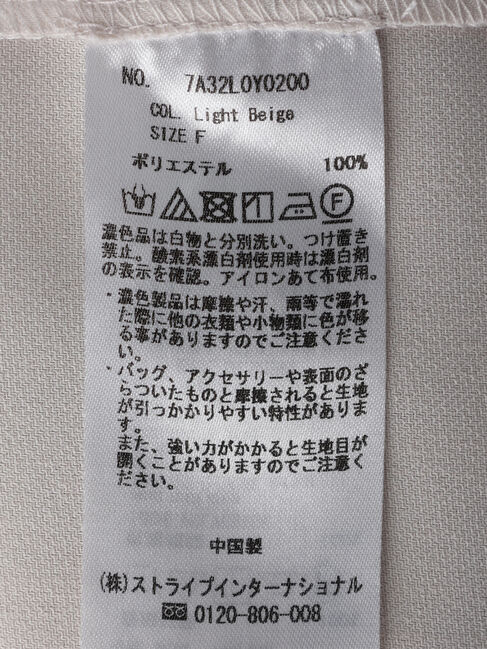 NO. 7A32L0Y0200
COL. Light Beige
SIZE F
ポリエステル 100%
濃色品は白物と分別洗い。つけ置き
禁止。酸素系漂白剤使用時は漂白剤
の表示を確認。アイロンあて布使用。
・濃色製品は摩擦や汗、雨等で濡れ
た際に他の衣類や小物類に色が移
る事がありますのでご注意くださ
い。
・バッグ、アクセサリーや表面のざ
らついたものと摩擦されると生地
が引っかかりやすい特性がありま
す。
また、強い力がかかると生地目が
開くことがありますのでご注意く
ださい。
中国製
(株)ストライプインターナショナル
0120-806-008